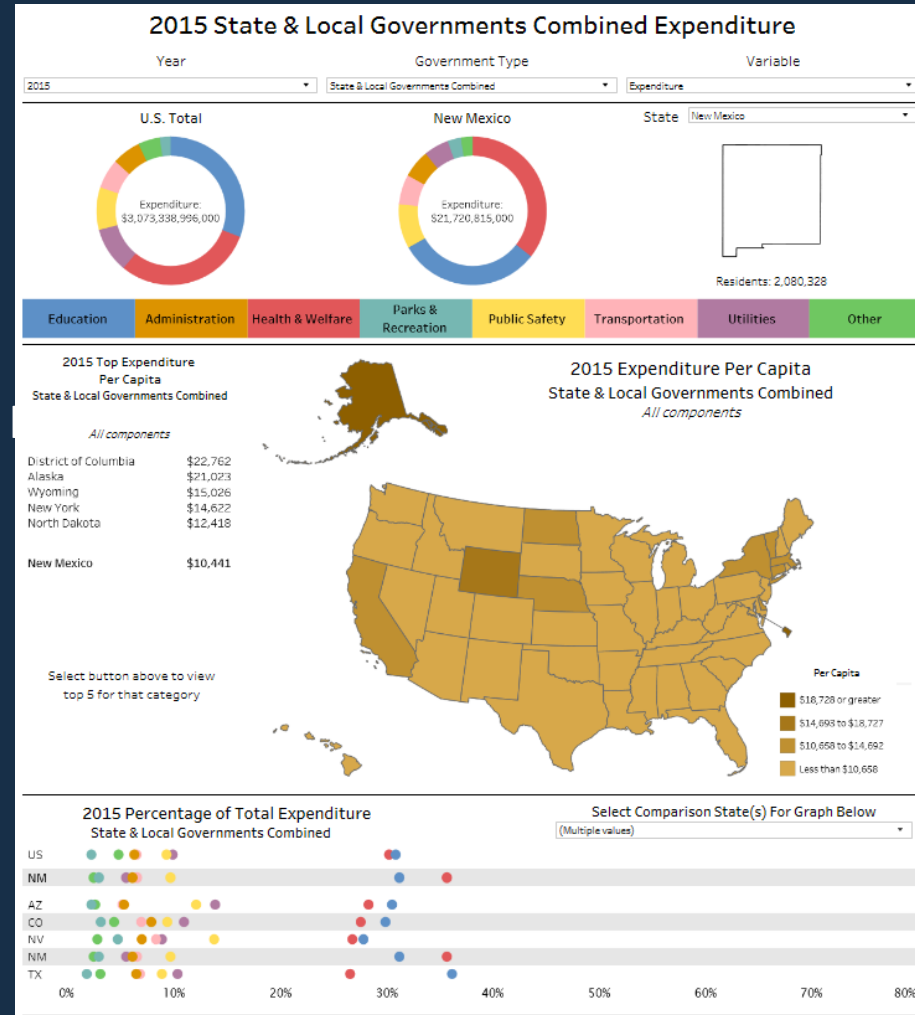 2015 State & Local Governments Combined Expenditure
Year
Government Type
Variable
2015
State & Local Governments Combined
Expenditure
U.S. Total
New Mexico
State
New Mexico
Expenditure:
$3,073,338,996,000
Expenditure:
$21,720,815,000
Residents: 2,080,328
Education
Administration
Health & Welfare
Parks &
Recreation
Public Safety
Transportation
Utilities
Other
2015 Top Expenditure
Per Capita
State & Local Governments Combined
All components
District of Columbia $22,762
Alaska $21,023
Wyoming $15,026
New York $14,622
North Dakota $12,418
New Mexico $10,441
Select button above to view
top 5 for that category
2015 Expenditure Per Capita
State & Local Governments Combined
All components
Per Capita
$18,728 or greater
$14,693 to $18,727
$10,658 to $14,692
Less than $10,658
2015 Percentage of Total Expenditure
State & Local Governments Combined
Select Comparison State(s) For Graph Below
(Multiple values)
US
NM
AZ
CO
NV
NM
TX
0% 10% 20% 30% 40% 50% 60% 70% 80%